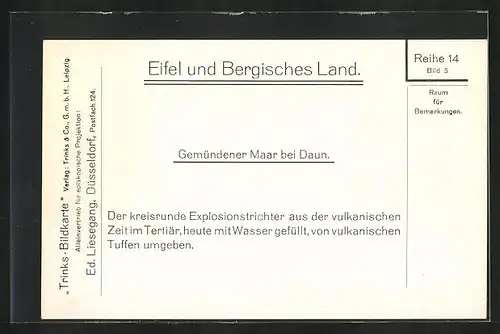 „Trinks-Bildkarte“ Verlag: Trinks & Co., G.m.b.H., Leipzig.
Alleinvertrieb für episkopische Projektion:
Ed. Liesegang, Düsseldorf, Postfach 124.
Eifel und Bergisches Land.
Reihe 14
Bild 5
Raum
für
Bemerkungen.
Gemündener Maar bei Daun.
Der kreisrunde Explosionstrichter aus der vulkanischen
Zeit im Tertiär, heute mit Wasser gefüllt, von vulkanischen
Tuffen umgeben.